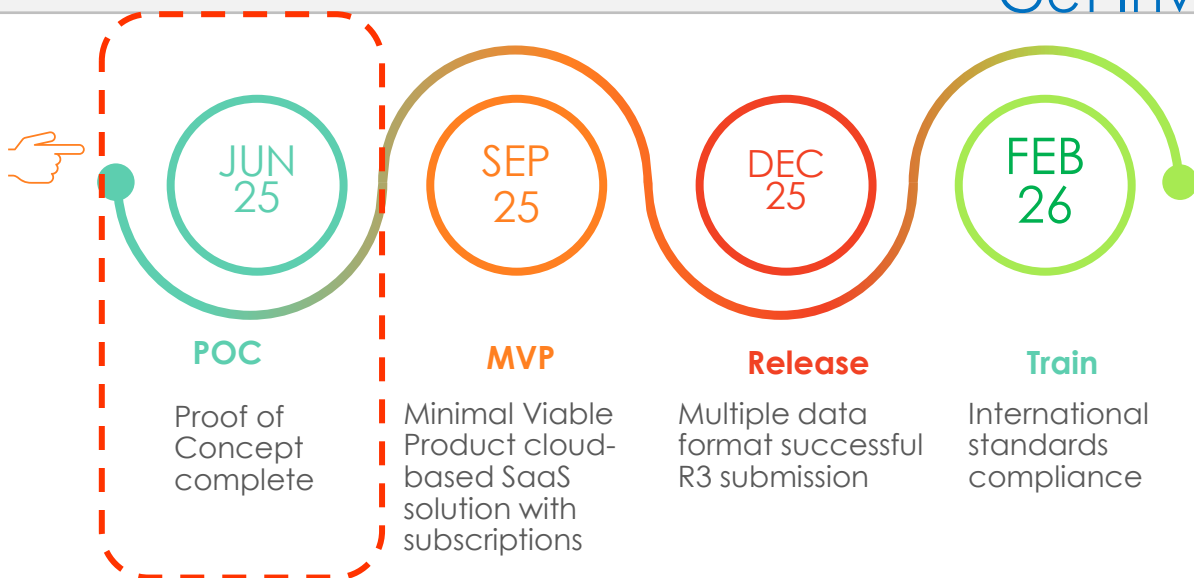 JUN
25
SEP
25
DEC
25
FEB
26
POC
Proof of
Concept
complete
MVP
Minimal Viable
Product cloud-
based SaaS
solution with
subscriptions
Release
Multiple data
format successful
R3 submission
Train
International
standards
compliance